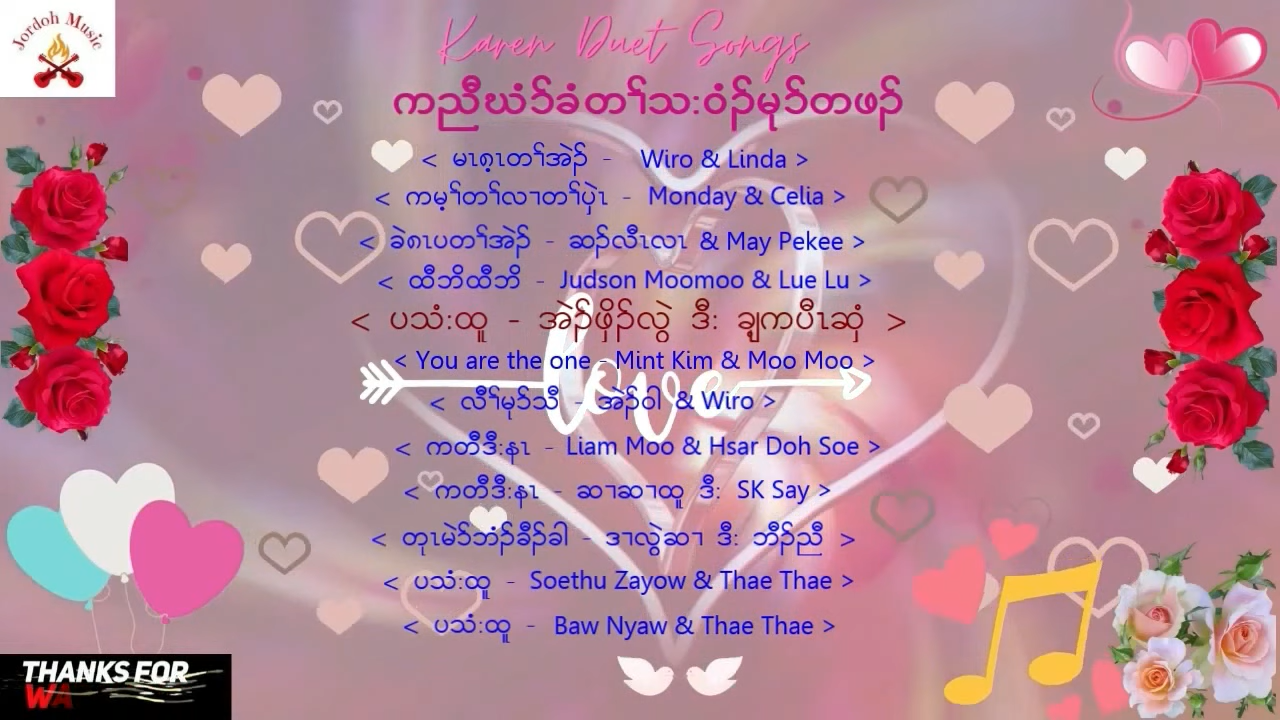 Jordoh Music
Karen Duet Songs
ကညီဃံာ်ခံတၢ်သးဝံၣ်မုာ်တဖၣ်
< မၤစ့ၤတၢ်အဲၣ် - Wiro & Linda >
< ကမ့ၢ်တၢ်လၢတၢ်ပှဲၤ - Monday & Celia >
< ခဲစၤပတၢ်အဲၣ် - ဆၣ်လီၤလၤ & May Pekee >
< ထီဘိထီဘိ - Judson Moomoo & Lue Lu >
< ပသံးထူ - အဲၣ်ဖှိၣ်လွဲ ဒီး ချ့ကပီၤဆုံ >
< You are the one - Mint Kim & Moo Moo >
love
< လီၢ်မုာ်သီ - အဲၣ်ဝါ & Wiro >
< ကတီဒီးနၤ - Liam Moo & Hsar Doh Soe >
< ကတီဒီးနၤ - ဆၢဆၢထူ ဒီး SK Say >
< တုၤမဲာ်ဘံၣ်ခီၣ်ခါ - ဒၢလွဲဆၢ ဒီး ဘီၣ်ညီ >
< ပသံးထူ - Soethu Zayow & Thae Thae >
< ပသံးထူ - Baw Nyaw & Thae Thae >
THANKS FOR
WA